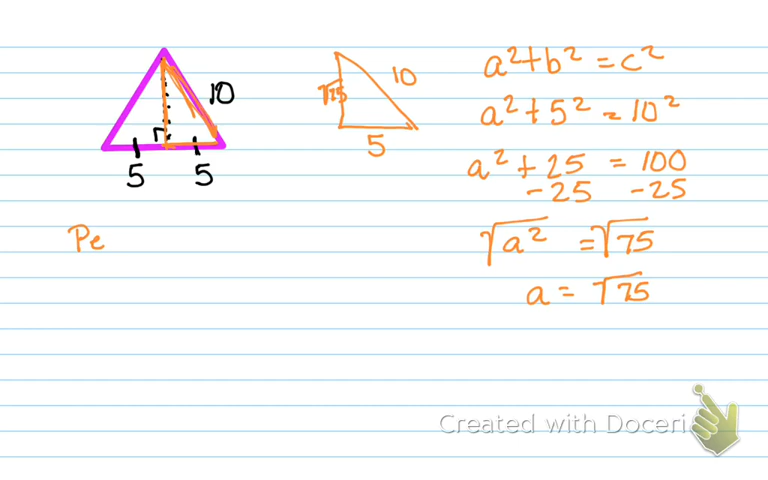 10
5 5
√75
10
5
a² + b² = c²
a² + 5² = 10²
a² + 25 = 100
-25 -25
√a² = √75
a = √75
Pe
Created with Doceri